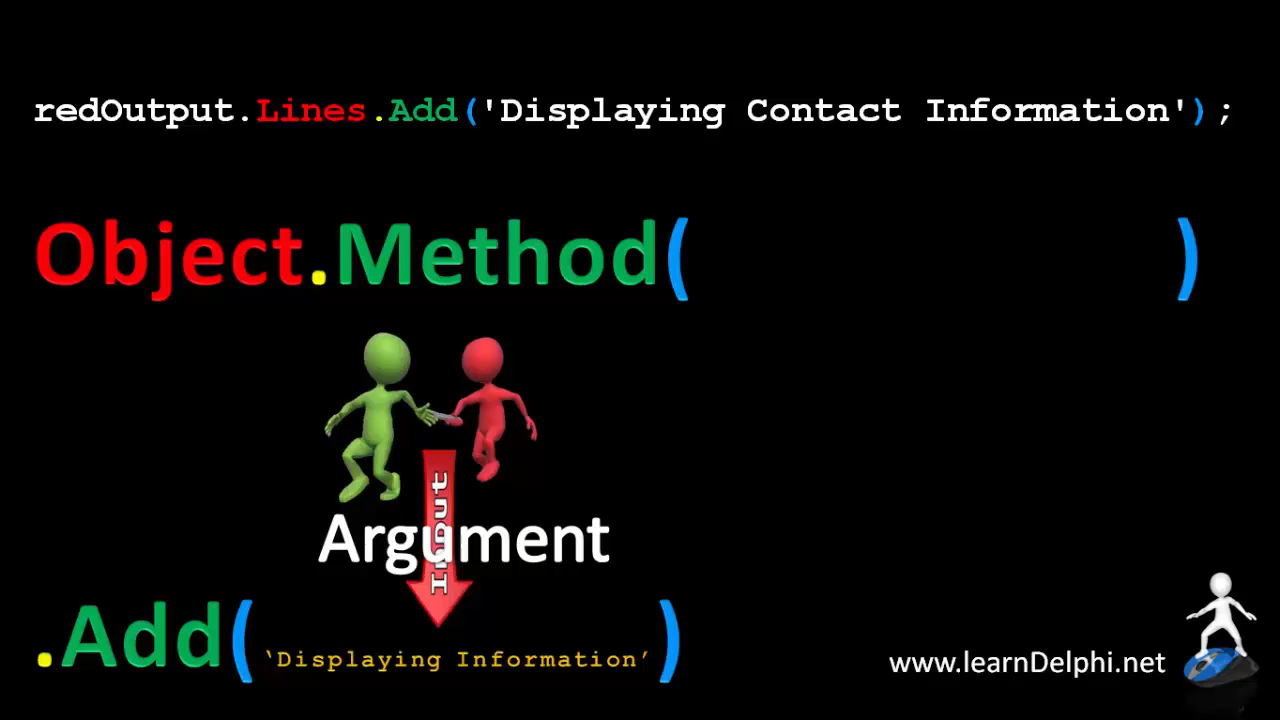 redOutput.Lines.Add('Displaying Contact Information');
Object.Method( )
Input
Argument
.Add(‘Displaying Information’)
www.learnDelphi.net